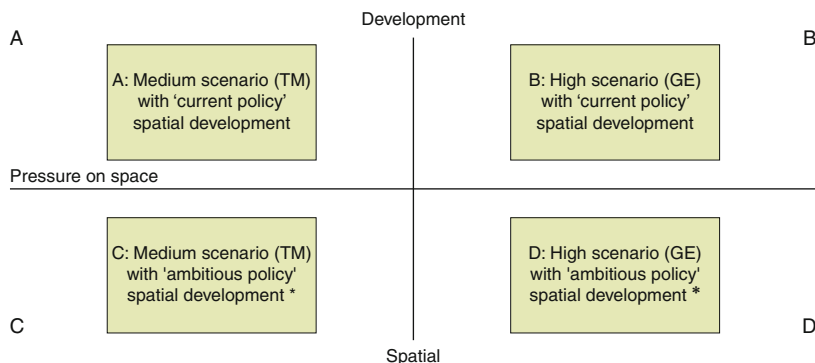 Development
A
B
A: Medium scenario (TM)
with ‘current policy’
spatial development
B: High scenario (GE)
with ‘current policy’
spatial development
Pressure on space
C: Medium scenario (TM)
with 'ambitious policy'
spatial development *
D: High scenario (GE)
with 'ambitious policy'
spatial development *
C
D
Spatial